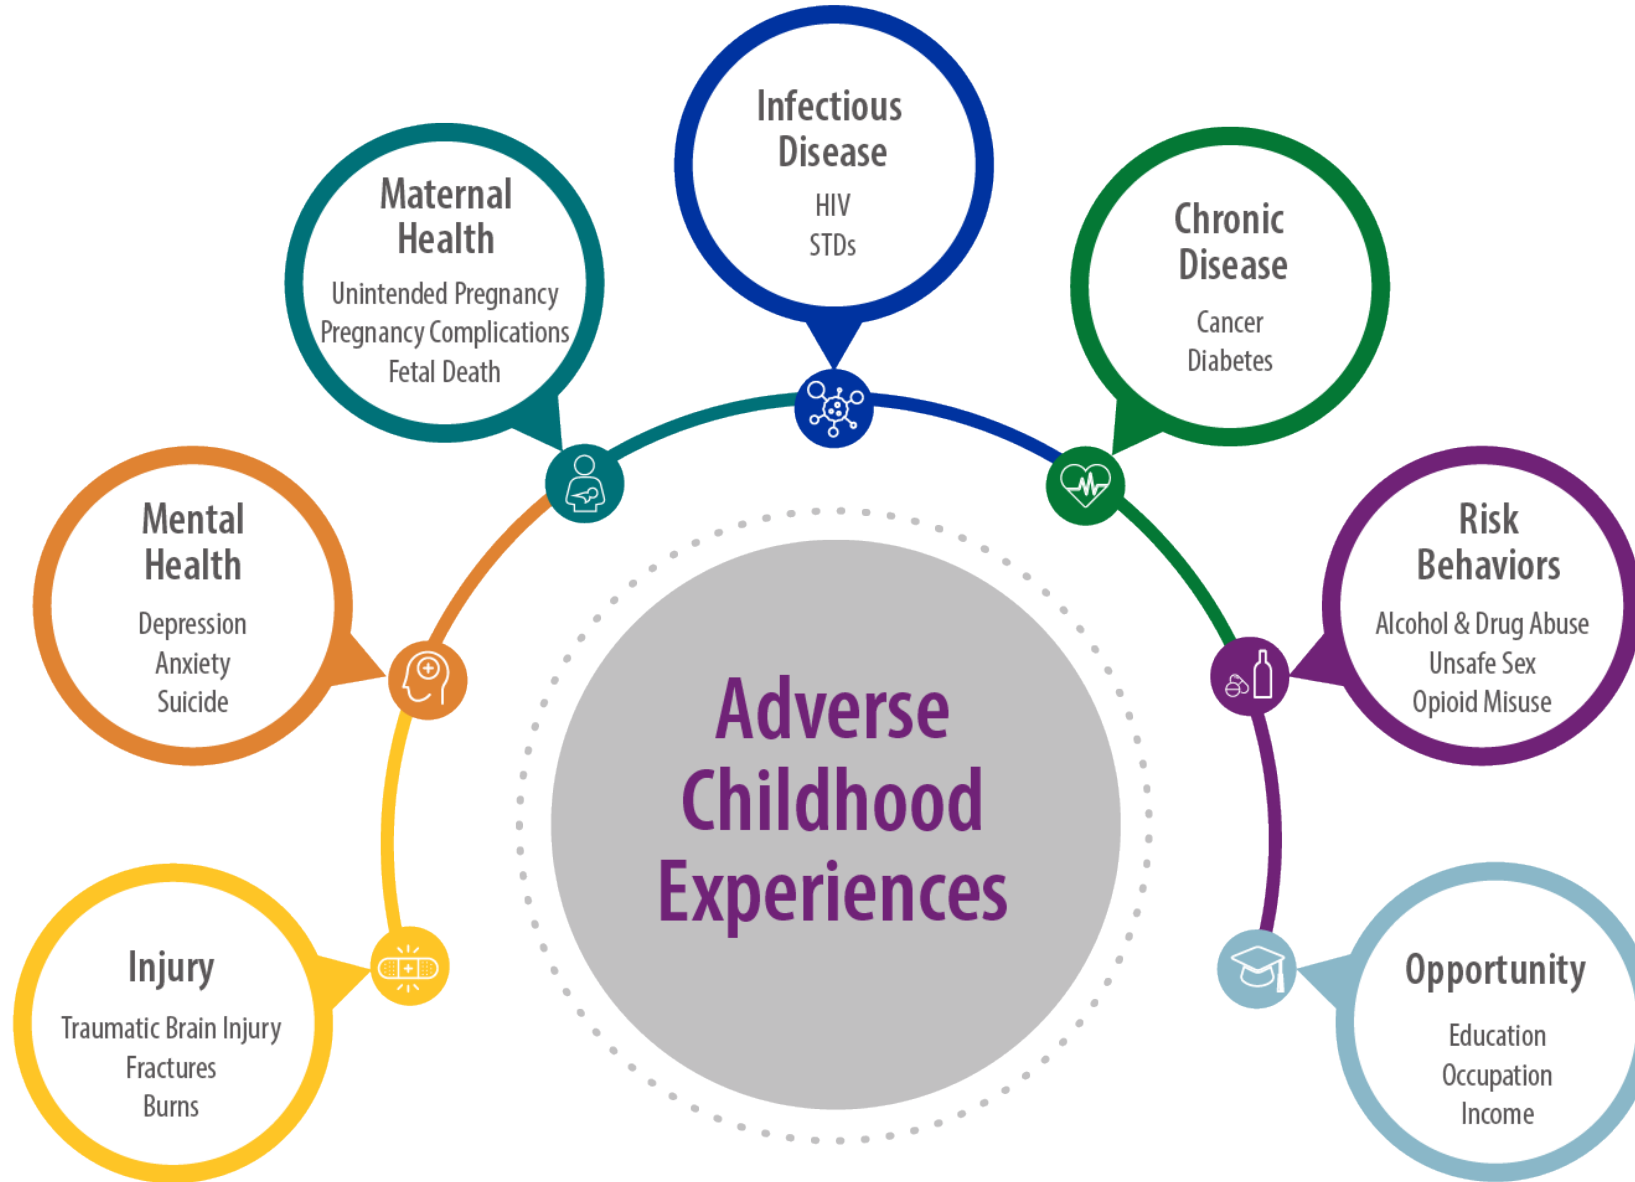 Infectious
Disease
HIV
STDs
Maternal
Health
Unintended Pregnancy
Pregnancy Complications
Fetal Death
Chronic
Disease
Cancer
Diabetes
Mental
Health
Depression
Anxiety
Suicide
Risk
Behaviors
Alcohol & Drug Abuse
Unsafe Sex
Opioid Misuse
Adverse
Childhood
Experiences
Injury
Traumatic Brain Injury
Fractures
Burns
Opportunity
Education
Occupation
Income